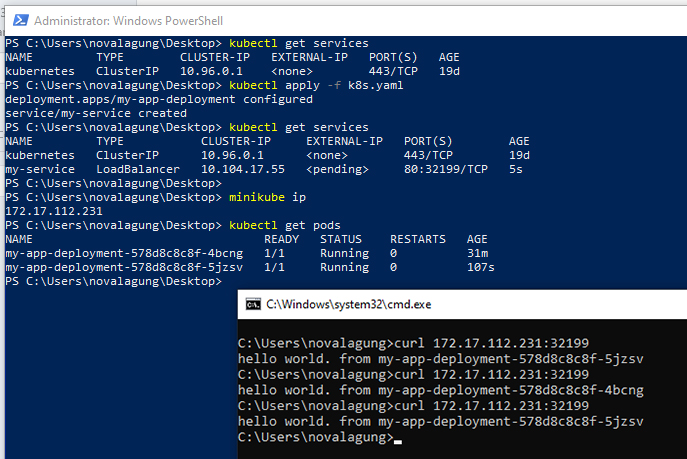 Administrator: Windows PowerShell
PS C:\Users\novalagung\Desktop> kubectl get services
NAME         TYPE        CLUSTER-IP   EXTERNAL-IP   PORT(S)   AGE
kubernetes   ClusterIP   10.96.0.1    <none>        443/TCP   19d
PS C:\Users\novalagung\Desktop> kubectl apply -f k8s.yaml
deployment.apps/my-app-deployment configured
service/my-service created
PS C:\Users\novalagung\Desktop> kubectl get services
NAME         TYPE           CLUSTER-IP     EXTERNAL-IP   PORT(S)        AGE
kubernetes   ClusterIP      10.96.0.1      <none>        443/TCP        19d
my-service   LoadBalancer   10.104.17.55   <pending>     80:32199/TCP   5s
PS C:\Users\novalagung\Desktop>
PS C:\Users\novalagung\Desktop> minikube ip
172.17.112.231
PS C:\Users\novalagung\Desktop> kubectl get pods
NAME                                READY   STATUS    RESTARTS   AGE
my-app-deployment-578d8c8c8f-4bcng   1/1     Running   0          31m
my-app-deployment-578d8c8c8f-5jzsv   1/1     Running   0          107s
PS C:\Users\novalagung\Desktop>
C:\Windows\system32\cmd.exe
C:\Users\novalagung>curl 172.17.112.231:32199
hello world. from my-app-deployment-578d8c8c8f-5jzsv
C:\Users\novalagung>curl 172.17.112.231:32199
hello world. from my-app-deployment-578d8c8c8f-4bcng
C:\Users\novalagung>curl 172.17.112.231:32199
hello world. from my-app-deployment-578d8c8c8f-5jzsv
C:\Users\novalagung>